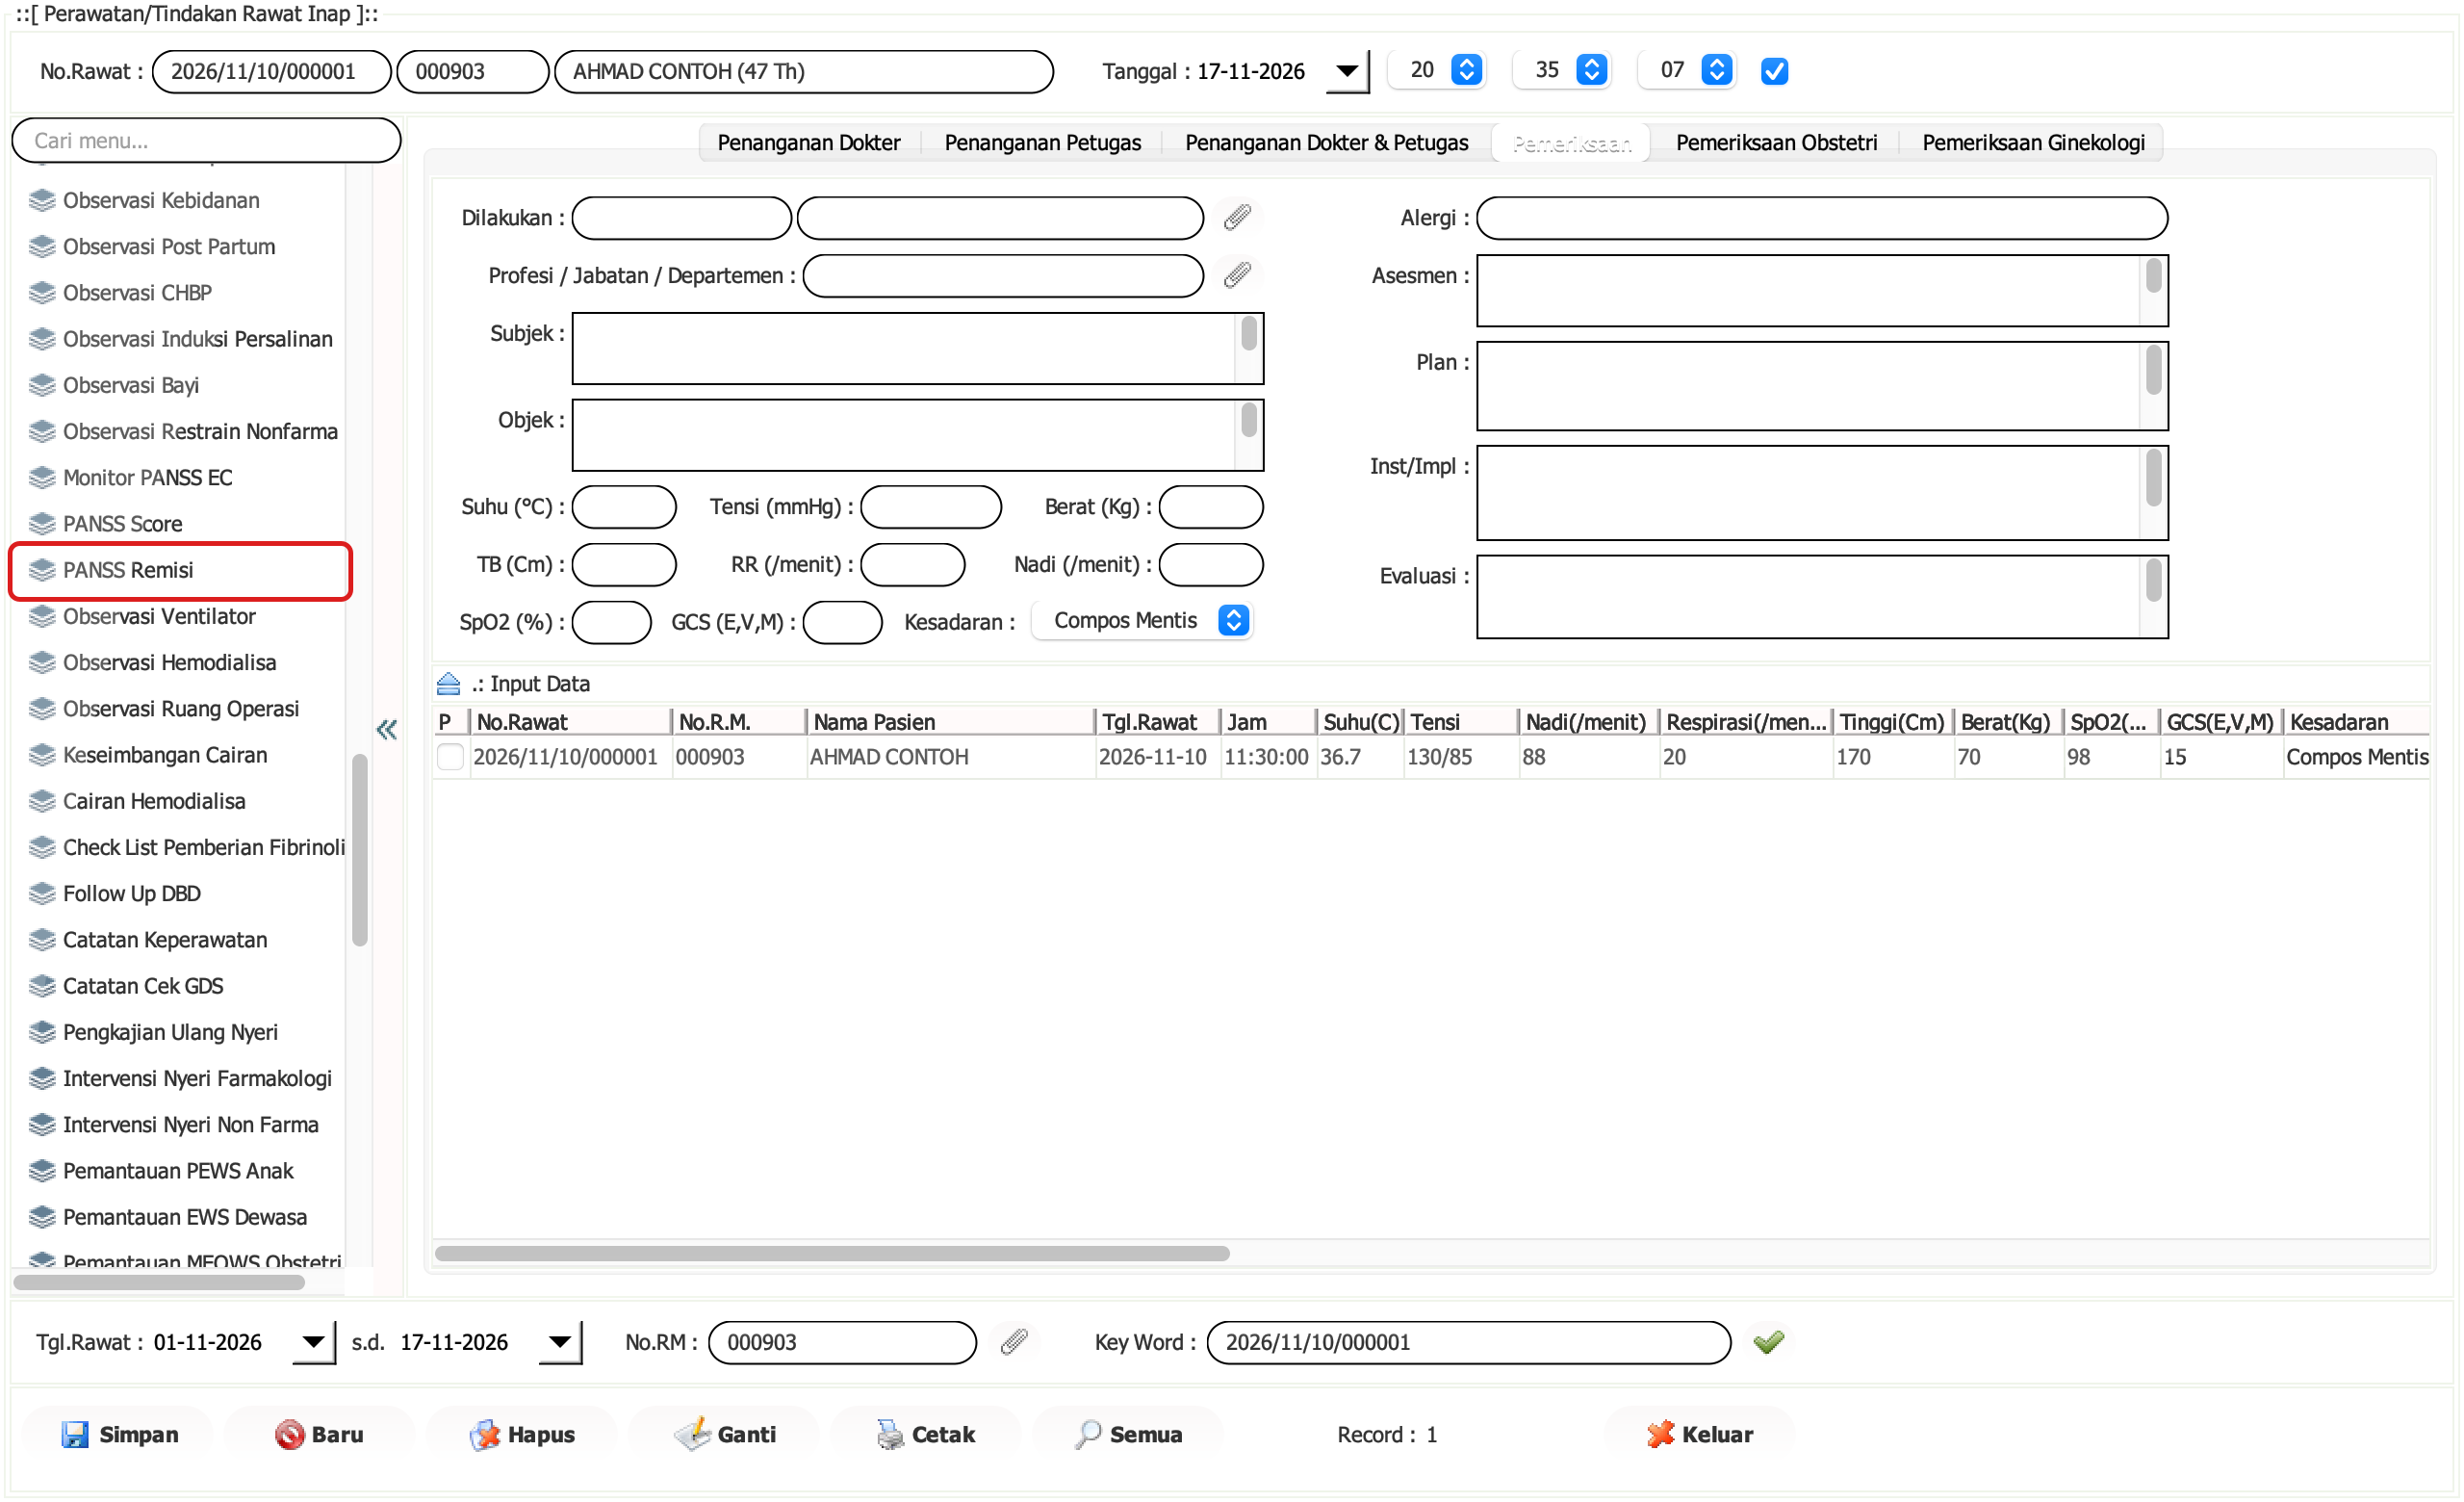 ::[ Perawatan/Tindakan Rawat Inap ]::
No.Rawat : 2026/11/10/000001 000903 AHMAD CONTOH (47 Th) Tanggal : 17-11-2026 20 35 07
Cari menu...
Observasi Kebidanan
Observasi Post Partum
Observasi CHBP
Observasi Induksi Persalinan
Observasi Bayi
Observasi Restrain Nonfarma
Monitor PANSS EC
PANSS Score
PANSS Remisi
Observasi Ventilator
Observasi Hemodialisa
Observasi Ruang Operasi
Keseimbangan Cairan
Cairan Hemodialisa
Check List Pemberian Fibrinoli
Follow Up DBD
Catatan Keperawatan
Catatan Cek GDS
Pengkajian Ulang Nyeri
Intervensi Nyeri Farmakologi
Intervensi Nyeri Non Farma
Pemantauan PEWS Anak
Pemantauan EWS Dewasa
Pemantauan MEOWS Obstetri
Penanganan Dokter Penanganan Petugas Penanganan Dokter & Petugas Pemeriksaan Pemeriksaan Obstetri Pemeriksaan Ginekologi
Dilakukan :
Profesi / Jabatan / Departemen :
Subjek :
Objek :
Suhu (°C) : Tensi (mmHg) : Berat (Kg) :
TB (Cm) : RR (/menit) : Nadi (/menit) :
SpO2 (%) : GCS (E,V,M) : Kesadaran : Compos Mentis
Alergi :
Asesmen :
Plan :
Inst/Impl :
Evaluasi :
.: Input Data
P No.Rawat No.R.M. Nama Pasien Tgl.Rawat Jam Suhu(C) Tensi Nadi(/menit) Respirasi(/men... Tinggi(Cm) Berat(Kg) SpO2(... GCS(E,V,M) Kesadaran
2026/11/10/000001 000903 AHMAD CONTOH 2026-11-10 11:30:00 36.7 130/85 88 20 170 70 98 15 Compos Mentis
Tgl.Rawat : 01-11-2026 s.d. 17-11-2026 No.RM : 000903 Key Word : 2026/11/10/000001
Simpan Baru Hapus Ganti Cetak Semua Record : 1 Keluar